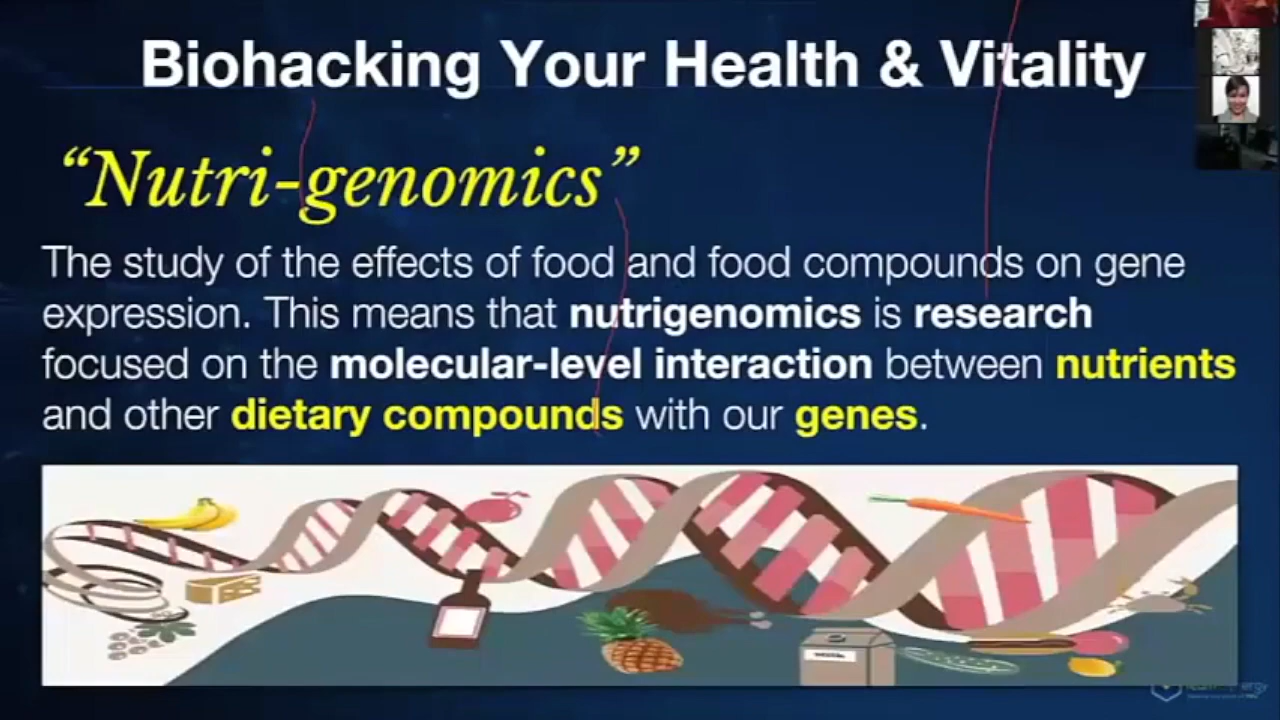 Biohacking Your Health & Vitality
“Nutri-genomics”
The study of the effects of food and food compounds on gene
expression. This means that nutrigenomics is research
focused on the molecular-level interaction between nutrients
and other dietary compounds with our genes.